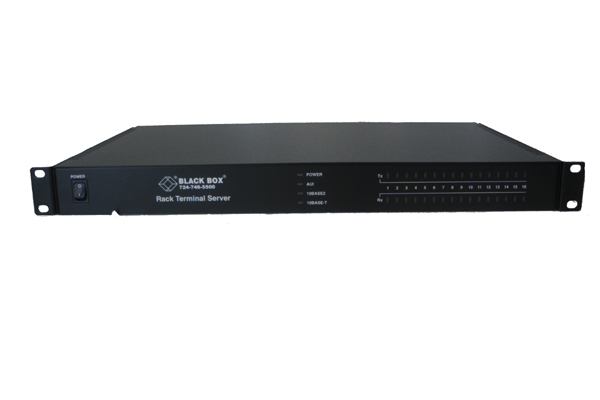 POWER
BLACK BOX®
724-746-5500
Rack Terminal Server
POWER
AUI
10BASE2
10BASE-T
Tx
1 2 3 4 5 6 7 8 9 10 11 12 13 14 15 16
Rx